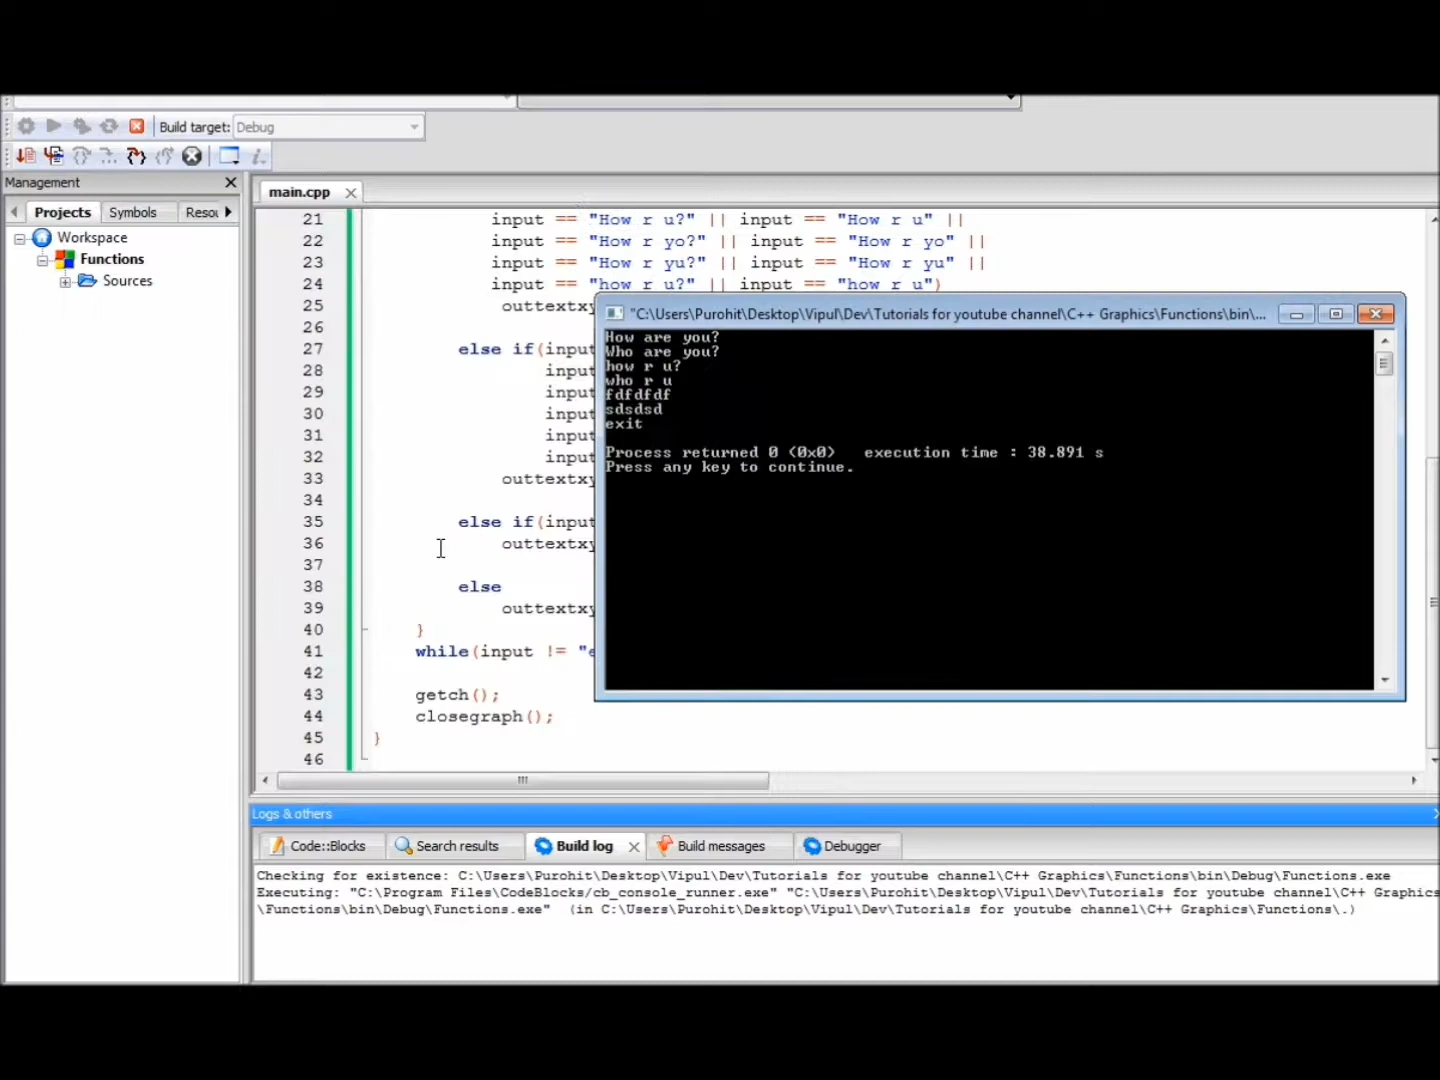 Build target: Debug
Management
main.cpp
Projects Symbols Resou
Workspace
Functions
Sources
21 input == "How r u?" || input == "How r u" ||
22 input == "How r yo?" || input == "How r yo" ||
23 input == "How r yu?" || input == "How r yu" ||
24 input == "how r u?" || input == "how r u")
25 outtextxy
26
27 else if(input
28 input
29 input
30 input
31 input
32 input
33 outtextxy
34
35 else if(input
36 outtextxy
37
38 else
39 outtextxy
40 }
41 while(input != "e
42
43 getch();
44 closegraph();
45 }
46
"C:\Users\Purohit\Desktop\Vipul\Dev\Tutorials for youtube channel\C++ Graphics\Functions\bin\...
How are you?
Who are you?
how r u?
who r u
fdfdfdf
sdsdsd
exit
Process returned 0 (0x0) execution time : 38.891 s
Press any key to continue.
Logs & others
Code::Blocks Search results Build log Build messages Debugger
Checking for existence: C:\Users\Purohit\Desktop\Vipul\Dev\Tutorials for youtube channel\C++ Graphics\Functions\bin\Debug\Functions.exe
Executing: "C:\Program Files\CodeBlocks/cb_console_runner.exe" "C:\Users\Purohit\Desktop\Vipul\Dev\Tutorials for youtube channel\C++ Graphics
\Functions\bin\Debug\Functions.exe" (in C:\Users\Purohit\Desktop\Vipul\Dev\Tutorials for youtube channel\C++ Graphics\Functions\.)